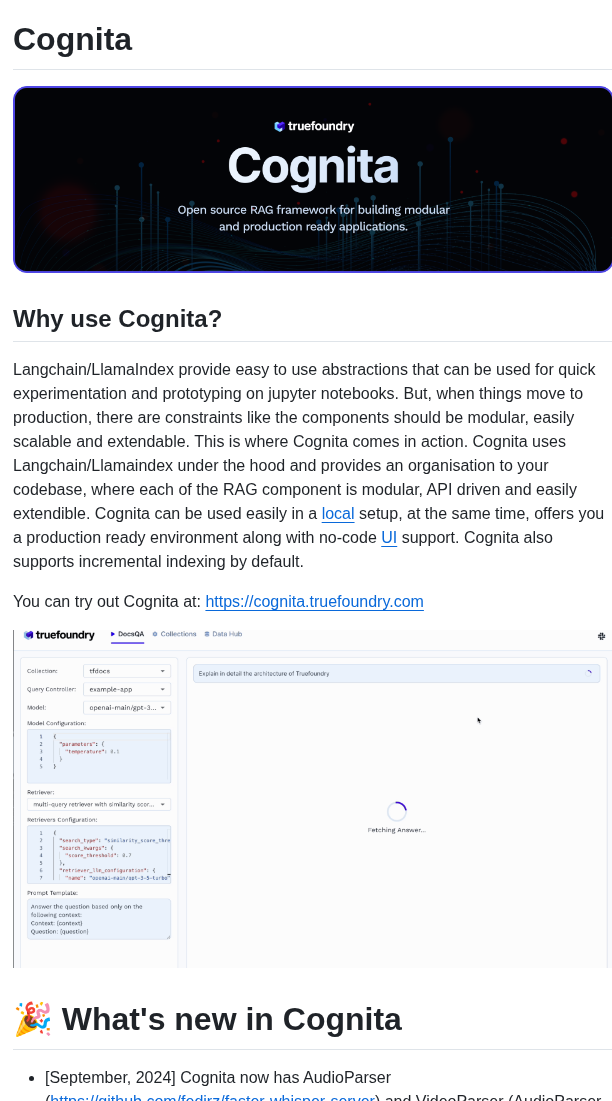 Cognita
truefoundry
Cognita
Open source RAG framework for building modular
and production ready applications.
Why use Cognita?
Langchain/LlamaIndex provide easy to use abstractions that can be used for quick
experimentation and prototyping on jupyter notebooks. But, when things move to
production, there are constraints like the components should be modular, easily
scalable and extendable. This is where Cognita comes in action. Cognita uses
Langchain/Llamaindex under the hood and provides an organisation to your
codebase, where each of the RAG component is modular, API driven and easily
extendible. Cognita can be used easily in a local setup, at the same time, offers you
a production ready environment along with no-code UI support. Cognita also
supports incremental indexing by default.
You can try out Cognita at: https://cognita.truefoundry.com
truefoundry DocsQA Collections Data Hub
Collection: tfdocs
Query Controller: example-app
Model: openai-main/gpt-3...
Model Configuration:
1 {
2 "parameters": {
3 "temperature": 0.1
4 }
5 }
Retriever:
multi-query retriever with similarity scor...
Retrievers Configuration:
1 {
2 "search_type": "similarity_score_thre
3 "search_kwargs": {
4 "score_threshold": 0.7
5 },
6 "retriever_llm_configuration": {
7 "name": "openai-main/gpt-3-5-turbo
Prompt Template:
Answer the question based only on the
following context:
Context: {context}
Question: {question}
Explain in detail the architecture of Truefoundry
Fetching Answer...
🎉 What's new in Cognita
• [September, 2024] Cognita now has AudioParser
(https://github.com/fedirz/faster-whisper-server) and VideoParser (AudioParser